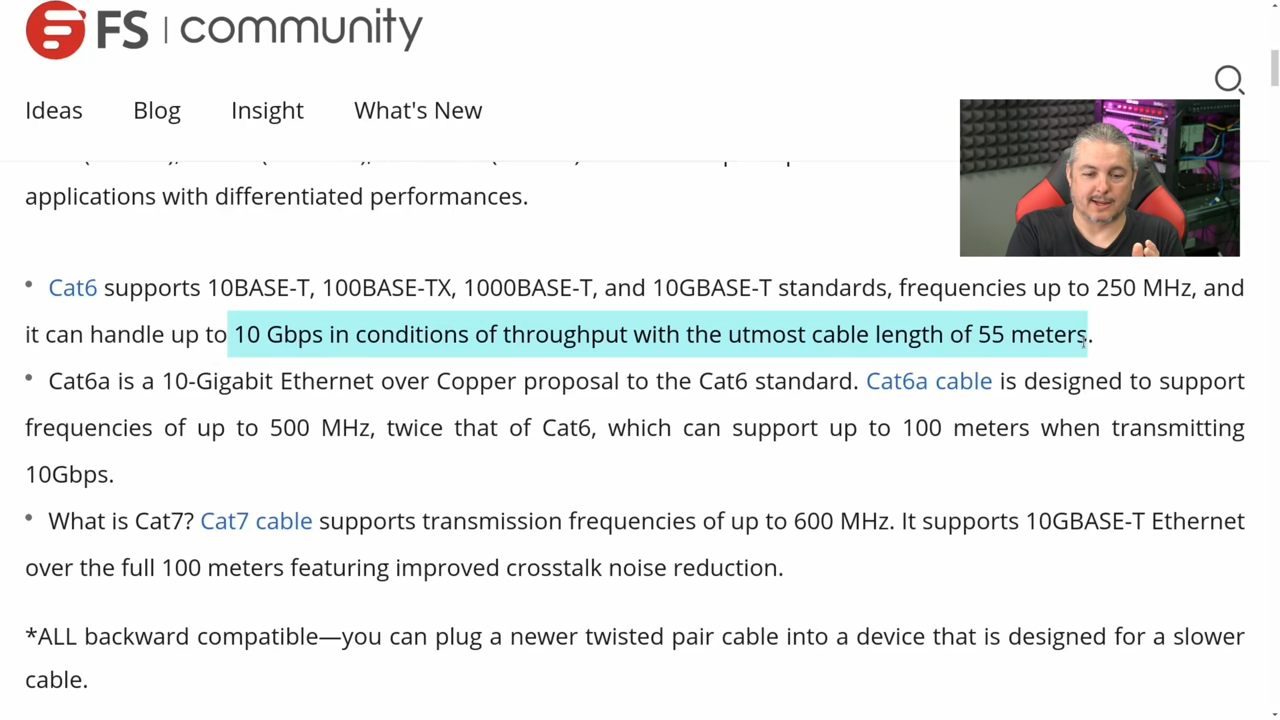 FS | community
Ideas Blog Insight What's New
applications with differentiated performances.
• Cat6 supports 10BASE-T, 100BASE-TX, 1000BASE-T, and 10GBASE-T standards, frequencies up to 250 MHz, and
it can handle up to 10 Gbps in conditions of throughput with the utmost cable length of 55 meters.
• Cat6a is a 10-Gigabit Ethernet over Copper proposal to the Cat6 standard. Cat6a cable is designed to support
frequencies of up to 500 MHz, twice that of Cat6, which can support up to 100 meters when transmitting
10Gbps.
• What is Cat7? Cat7 cable supports transmission frequencies of up to 600 MHz. It supports 10GBASE-T Ethernet
over the full 100 meters featuring improved crosstalk noise reduction.
*ALL backward compatible—you can plug a newer twisted pair cable into a device that is designed for a slower
cable.